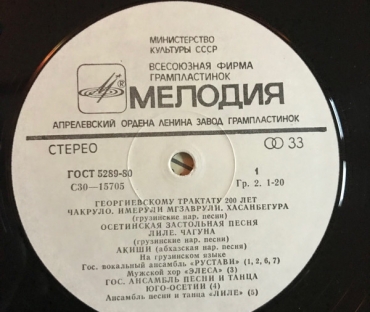 МИНИСТЕРСТВО
КУЛЬТУРЫ СССР
ВСЕСОЮЗНАЯ ФИРМА
ГРАМПЛАСТИНОК
МЕЛОДИЯ
АПРЕЛЕВСКИЙ ОРДЕНА ЛЕНИНА ЗАВОД ГРАМПЛАСТИНОК
СТЕРЕО 33
ГОСТ 5289-80 1
С30—15705 Гр. 2. 1-20
ГЕОРГИЕВСКОМУ ТРАКТАТУ 200 ЛЕТ
ЧАКРУЛО. ИМЕРУЛИ МГЗАВРУЛИ. ХАСАНБЕГУРА
(грузинские нар. песни)
ОСЕТИНСКАЯ ЗАСТОЛЬНАЯ ПЕСНЯ
ЛИЛЕ. ЧАГУНА
(грузинские нар. песни)
АКИШИ (абхазская нар. песня)
На грузинском языке
Гос. вокальный ансамбль «РУСТАВИ» (1, 2, 6, 7)
Мужской хор «ЭЛЕСА» (3)
ГОС. АНСАМБЛЬ ПЕСНИ И ТАНЦА
ЮГО-ОСЕТИИ (4)
Ансамбль песни и танца «ЛИЛЕ» (5)